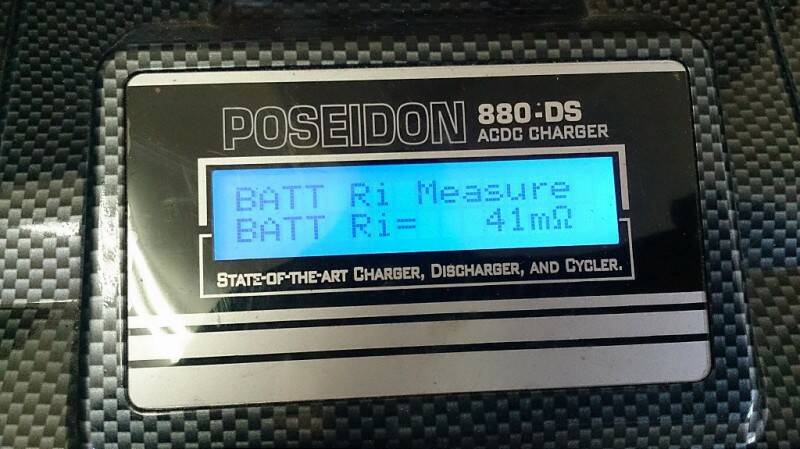 POSEIDON 880-DS
ACDC CHARGER
BATT Ri Measure
BATT Ri= 41mΩ
STATE-OF-THE-ART CHARGER, DISCHARGER, AND CYCLER.